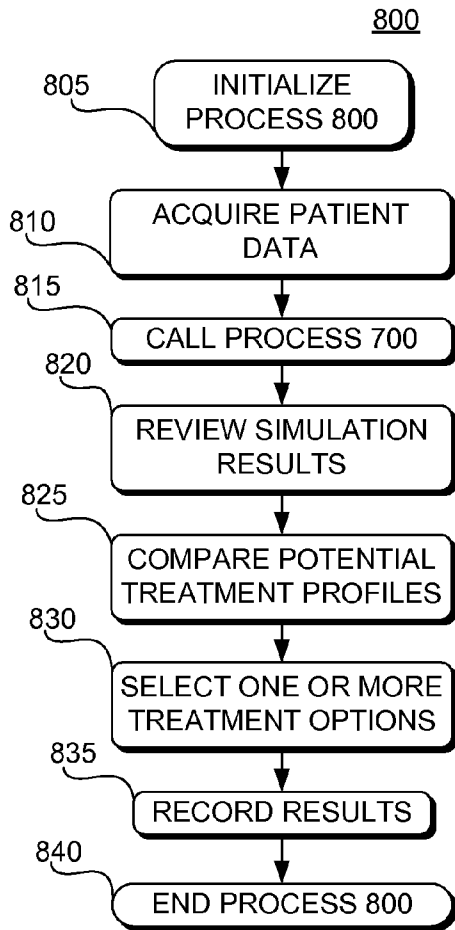 800
805
INITIALIZE
PROCESS 800
810
ACQUIRE PATIENT
DATA
815
CALL PROCESS 700
820
REVIEW SIMULATION
RESULTS
825
COMPARE POTENTIAL
TREATMENT PROFILES
830
SELECT ONE OR MORE
TREATMENT OPTIONS
835
RECORD RESULTS
840
END PROCESS 800